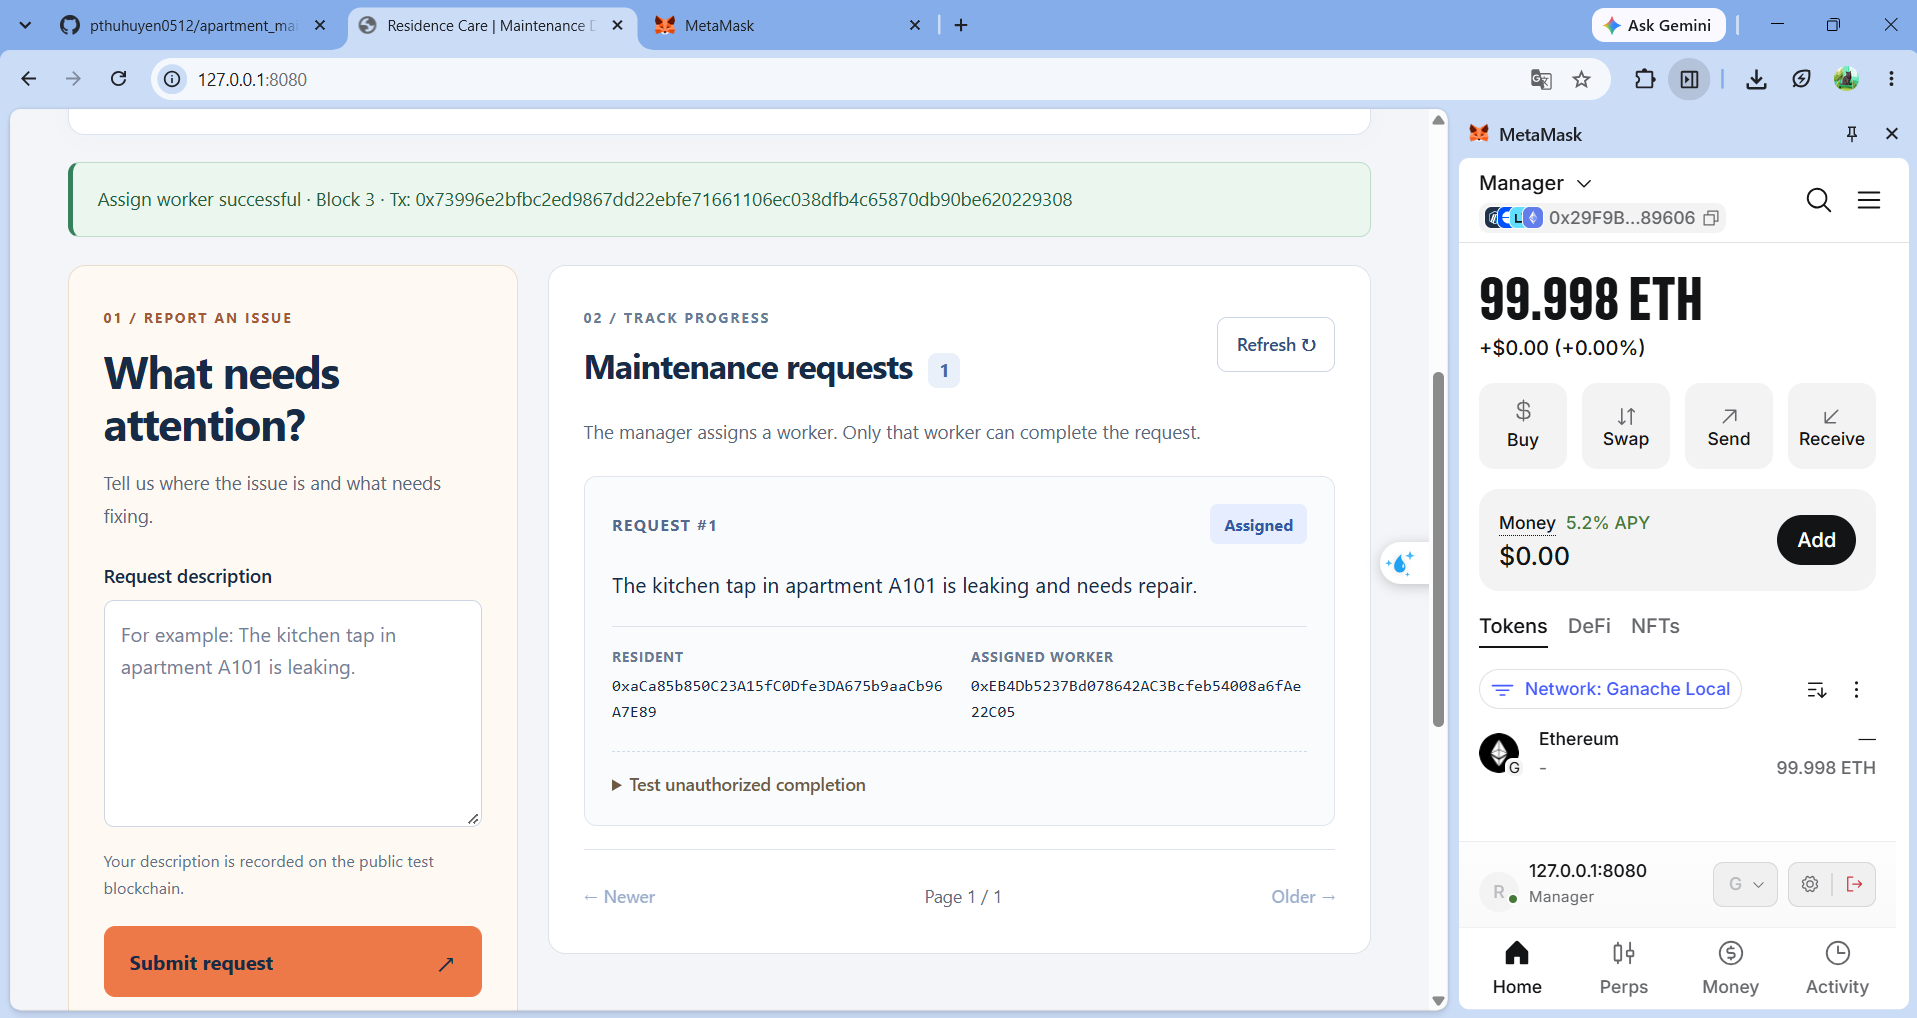 pthuhuyen0512/apartment_mai
Residence Care | Maintenance D
MetaMask
Ask Gemini
127.0.0.1:8080
Assign worker successful · Block 3 · Tx: 0x73996e2bfbc2ed9867dd22ebfe71661106ec038dfb4c65870db90be620229308
01 / REPORT AN ISSUE
What needs
attention?
Tell us where the issue is and what needs
fixing.
Request description
For example: The kitchen tap in
apartment A101 is leaking.
Your description is recorded on the public test
blockchain.
Submit request ↗
02 / TRACK PROGRESS
Maintenance requests 1
Refresh ↻
The manager assigns a worker. Only that worker can complete the request.
REQUEST #1
Assigned
The kitchen tap in apartment A101 is leaking and needs repair.
RESIDENT
0xaCa85b850C23A15fC0Dfe3DA675b9aaCb96
A7E89
ASSIGNED WORKER
0xEB4Db5237Bd078642AC3Bcfeb54008a6fAe
22C05
▶ Test unauthorized completion
← Newer
Page 1 / 1
Older →
MetaMask
Manager
0x29F9B...89606
99.998 ETH
+$0.00 (+0.00%)
Buy
Swap
Send
Receive
Money 5.2% APY
$0.00
Add
Tokens
DeFi
NFTs
Network: Ganache Local
G
Ethereum
—
-
99.998 ETH
R
127.0.0.1:8080
Manager
G
Home
Perps
Money
Activity